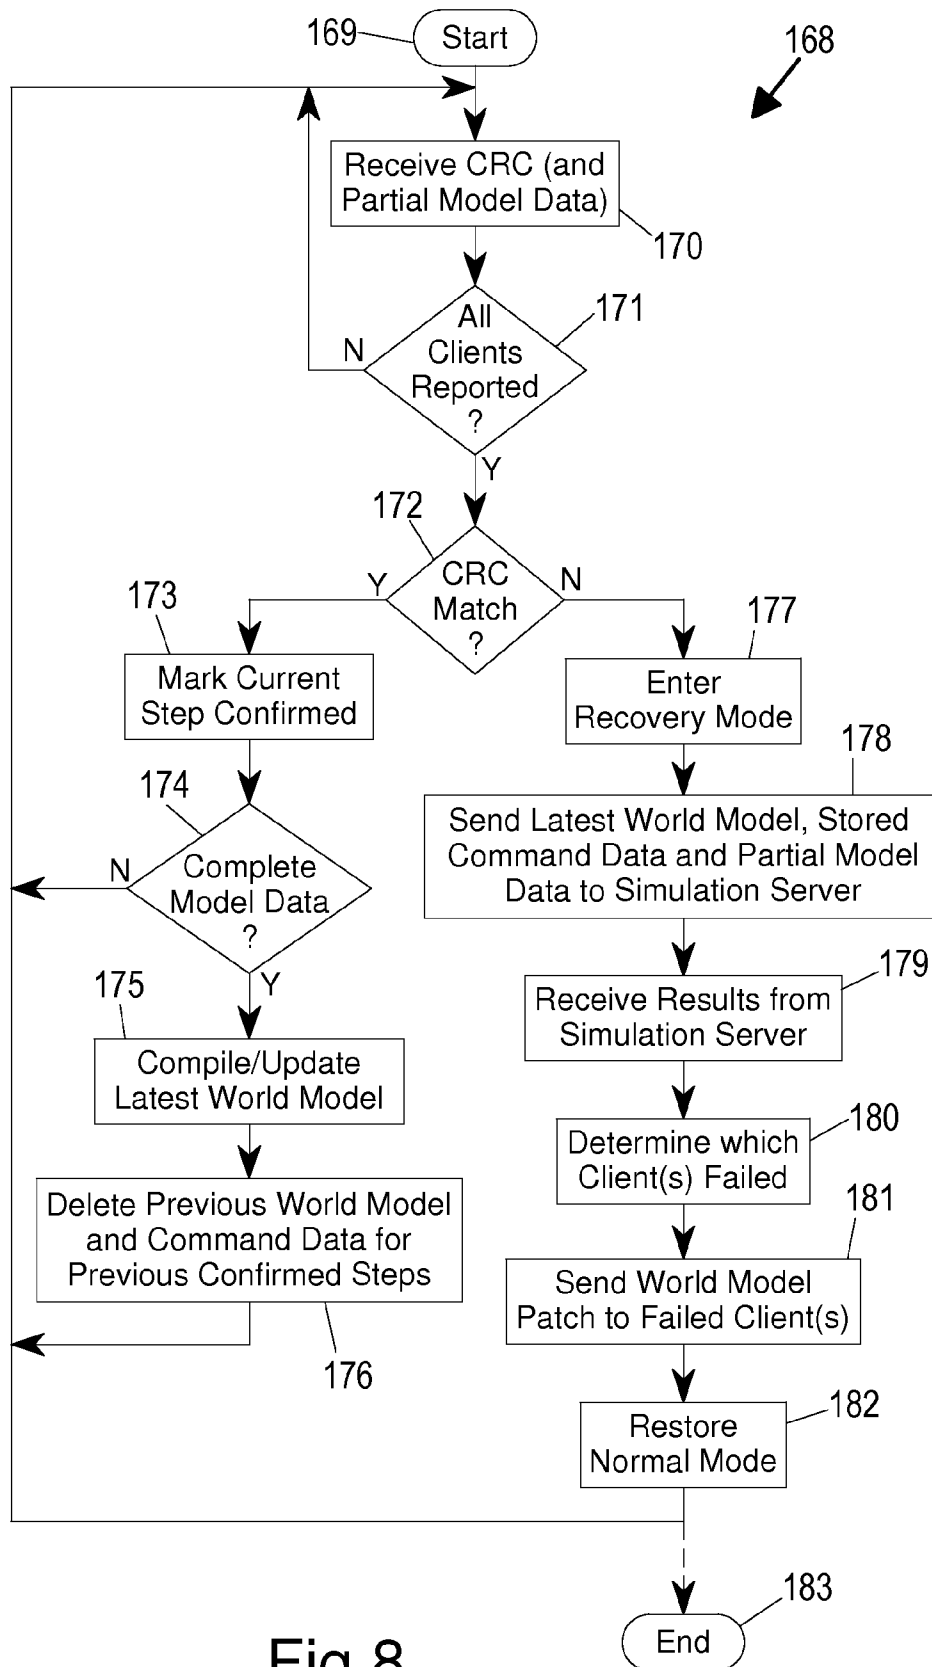 169
Start
168
Receive CRC (and
Partial Model Data)
170
171
All
Clients
Reported
?
N
Y
172
CRC
Match
?
Y
N
173
Mark Current
Step Confirmed
177
Enter
Recovery Mode
174
Complete
Model Data
?
N
Y
178
Send Latest World Model, Stored
Command Data and Partial Model
Data to Simulation Server
175
Compile/Update
Latest World Model
179
Receive Results from
Simulation Server
180
Determine which
Client(s) Failed
Delete Previous World Model
and Command Data for
Previous Confirmed Steps
176
181
Send World Model
Patch to Failed Client(s)
182
Restore
Normal Mode
183
End
Fig 8